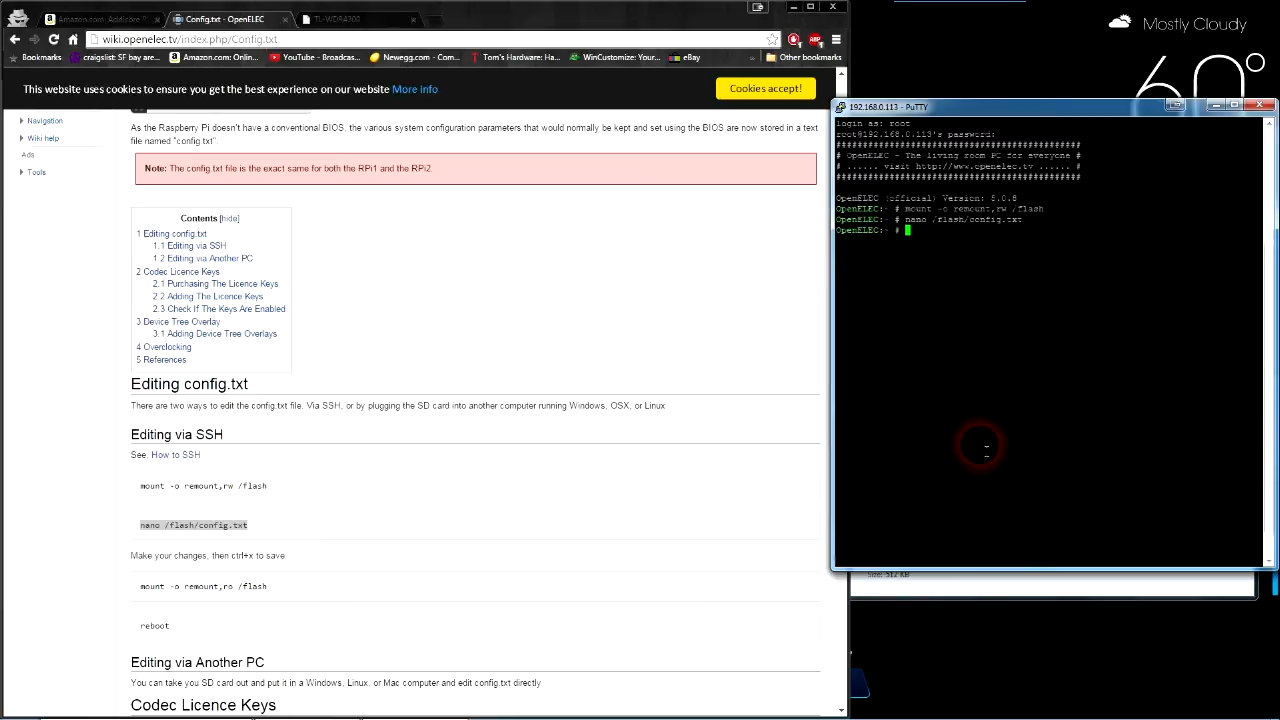 Amazon.com: Addicore
Config.txt - OpenELEC
TL-WDR4300
wiki.openelec.tv/index.php/Config.txt
Bookmarks
craigslist: SF bay are...
Amazon.com: Onlin...
YouTube - Broadcas...
Newegg.com - Com...
Tom's Hardware: Ha...
WinCustomize: Your...
eBay
»
Other bookmarks
This website uses cookies to ensure you get the best experience on our website More info
Cookies accept!
Navigation
Wiki help
Ads
Tools
As the Raspberry Pi doesn't have a conventional BIOS, the various system configuration parameters that would normally be kept and set using the BIOS are now stored in a text
file named "config.txt".
Note: The config.txt file is the exact same for both the RPi1 and the RPi2
Contents [hide]
1 Editing config.txt
1.1 Editing via SSH
1.2 Editing via Another PC
2 Codec Licence Keys
2.1 Purchasing The Licence Keys
2.2 Adding The Licence Keys
2.3 Check If The Keys Are Enabled
3 Device Tree Overlay
3.1 Adding Device Tree Overlays
4 Overclocking
5 References
Editing config.txt
There are two ways to edit the config.txt file. Via SSH, or by plugging the SD card into another computer running Windows, OSX, or Linux
Editing via SSH
See: How to SSH
mount -o remount,rw /flash
nano /flash/config.txt
Make your changes, then ctrl+x to save
mount -o remount,ro /flash
reboot
Editing via Another PC
You can take you SD card out and put it in a Windows, Linux, or Mac computer and edit config.txt directly
Codec Licence Keys
Mostly Cloudy
60°
192.168.0.113 - PuTTY
login as: root
root@192.168.0.113's password:
##############################################
# OpenELEC - The living room PC for everyone #
# ...... visit http://www.openelec.tv ...... #
##############################################
OpenELEC (official) Version: 5.0.8
OpenELEC:~ # mount -o remount,rw /flash
OpenELEC:~ # nano /flash/config.txt
OpenELEC:~ #
Size: 512 KB